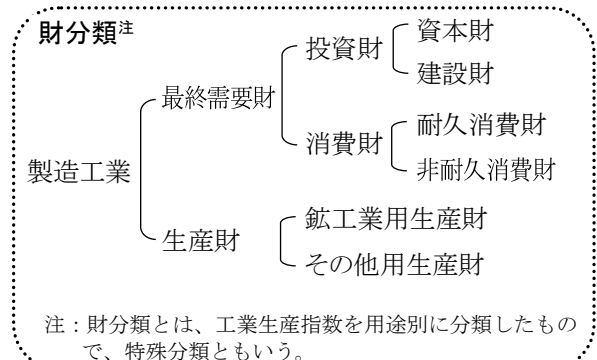 財分類注
製造工業
最終需要財
投資財
資本財
建設財
消費財
耐久消費財
非耐久消費財
生産財
鉱工業用生産財
その他用生産財
注：財分類とは、工業生産指数を用途別に分類したもの
で、特殊分類ともいう。